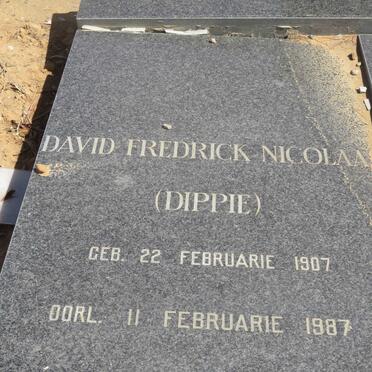 DAVID FREDRICK NICOLAA
(DIPPIE)
GEB. 22 FEBRUARIE 1907
OORL. 11 FEBRUARIE 1987